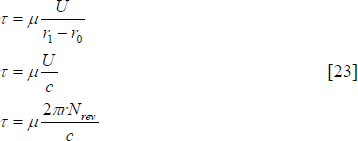 τ = μ U / (r₁ − r₀)
τ = μ U / c [23]
τ = μ 2πrN_rev / c